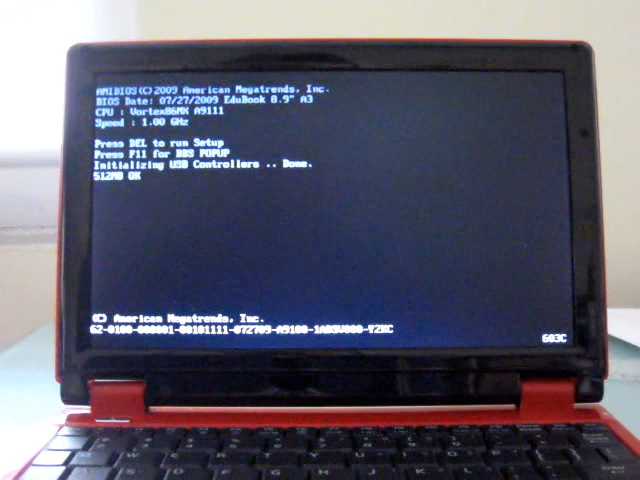 AMIBIOS(C)2009 American Megatrends, Inc.
BIOS Date: 07/27/2009 EduBook 8.9" A3
CPU : Vortex86MX A9111
Speed : 1.00 GHz
Press DEL to run Setup
Press F11 for BBS POPUP
Initializing USB Controllers .. Done.
512MB OK
(C) American Megatrends, Inc.
62-0100-000001-00101111-072709-A9100-1ADSV000-Y2KC
603C
W E R T Y U I O P
S D F G H J K L